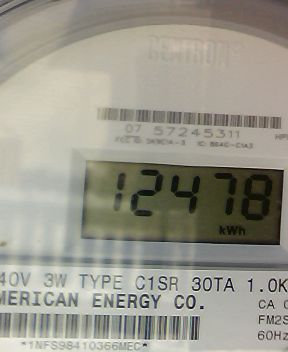 CENTRON®
07 57245311
12478
kWh
40V 3W TYPE C1SR 30TA 1.0K
MERICAN ENERGY CO.
CA 
FM2S
60Hz
*1NFS98410366MEC*